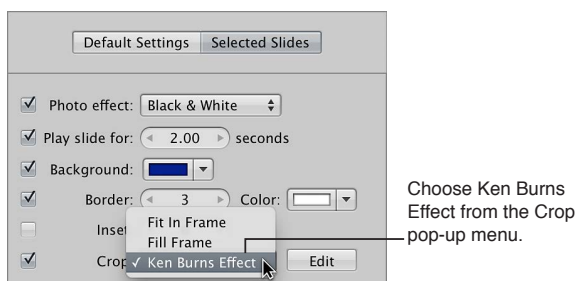 Default Settings Selected Slides
Photo effect: Black & White
Play slide for: 2.00 seconds
Background:
Border: 3 Color:
Inset
Fit In Frame
Fill Frame
Crop ✓ Ken Burns Effect Edit
Choose Ken Burns
Effect from the Crop
pop-up menu.